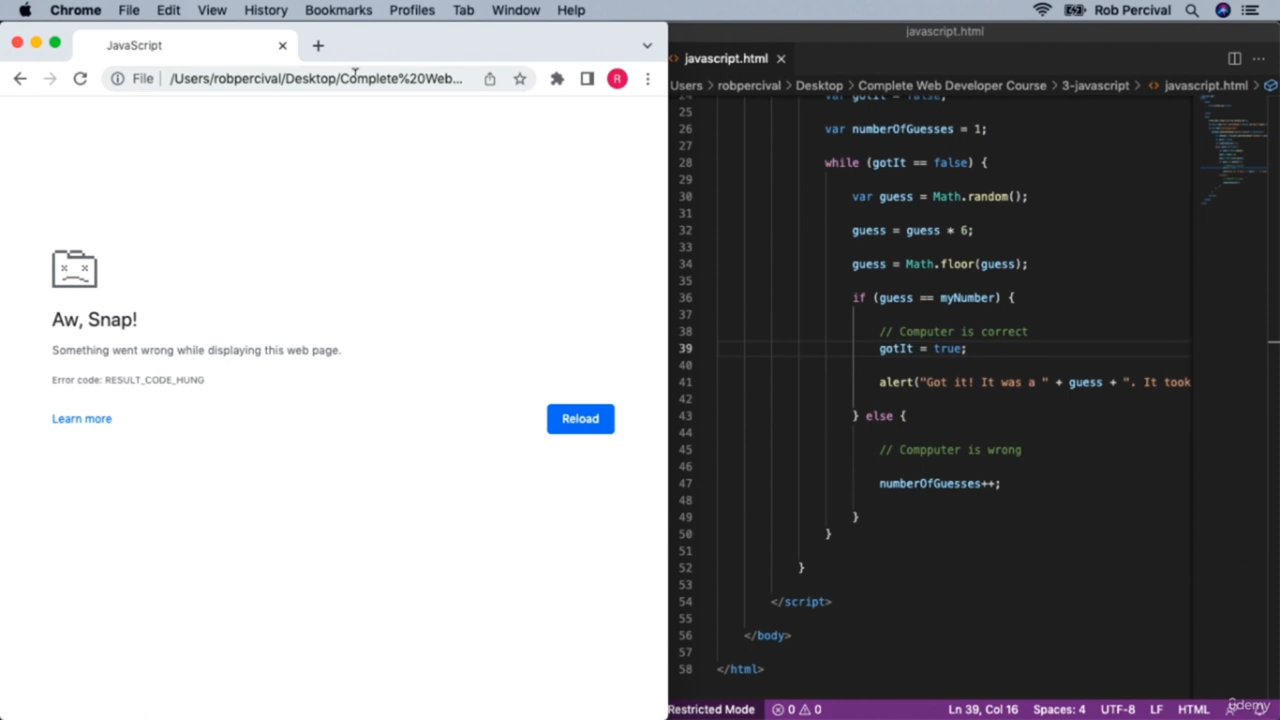 Chrome File Edit View History Bookmarks Profiles Tab Window Help Rob Percival
JavaScript
File /Users/robpercival/Desktop/Complete%20Web...
R
Aw, Snap!
Something went wrong while displaying this web page.
Error code: RESULT_CODE_HUNG
Learn more
Reload
javascript.html
javascript.html
Users > robpercival > Desktop > Complete Web Developer Course > 3-javascript > javascript.html >
24 var gotIt = false;
25
26 var numberOfGuesses = 1;
27
28 while (gotIt == false) {
29
30 var guess = Math.random();
31
32 guess = guess * 6;
33
34 guess = Math.floor(guess);
35
36 if (guess == myNumber) {
37
38 // Computer is correct
39 gotIt = true;
40
41 alert("Got it! It was a " + guess + ". It took
42
43 } else {
44
45 // Compputer is wrong
46
47 numberOfGuesses++;
48
49 }
50 }
51
52 }
53
54 </script>
55
56 </body>
57
58 </html>
Restricted Mode 0 0 Ln 39, Col 16 Spaces: 4 UTF-8 LF HTML
udemy